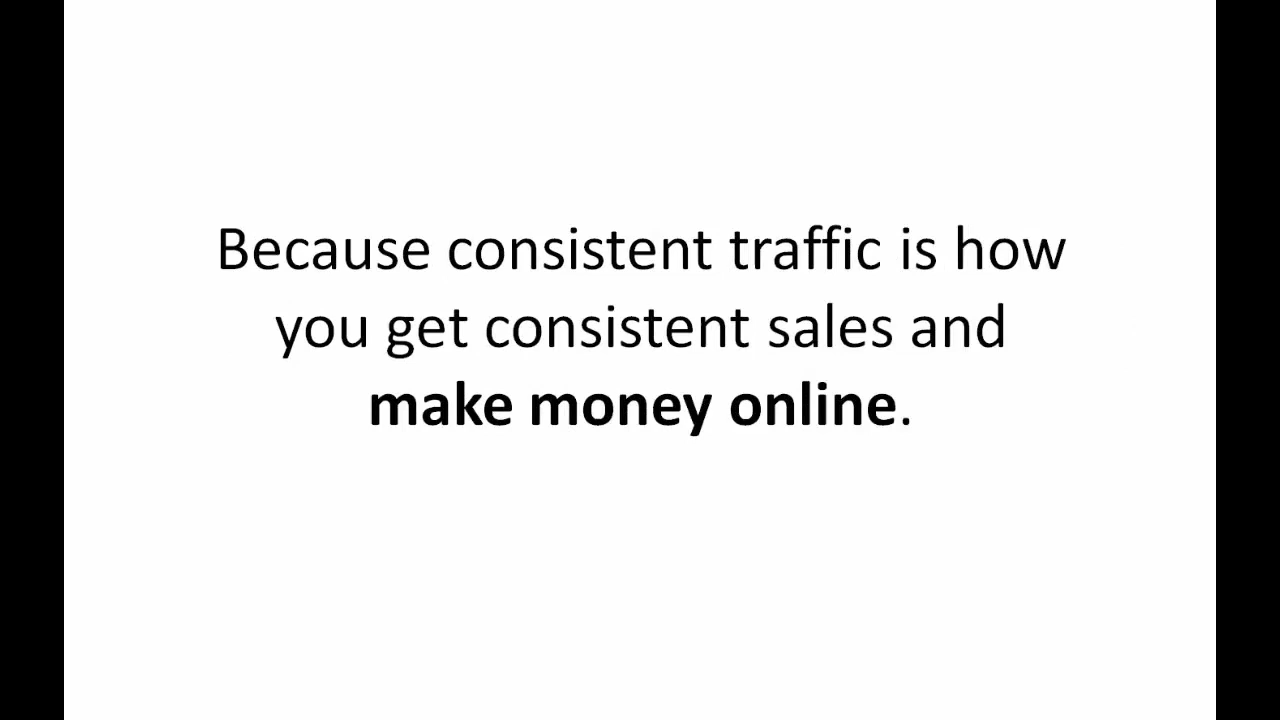 Because consistent traffic is how
you get consistent sales and
make money online.